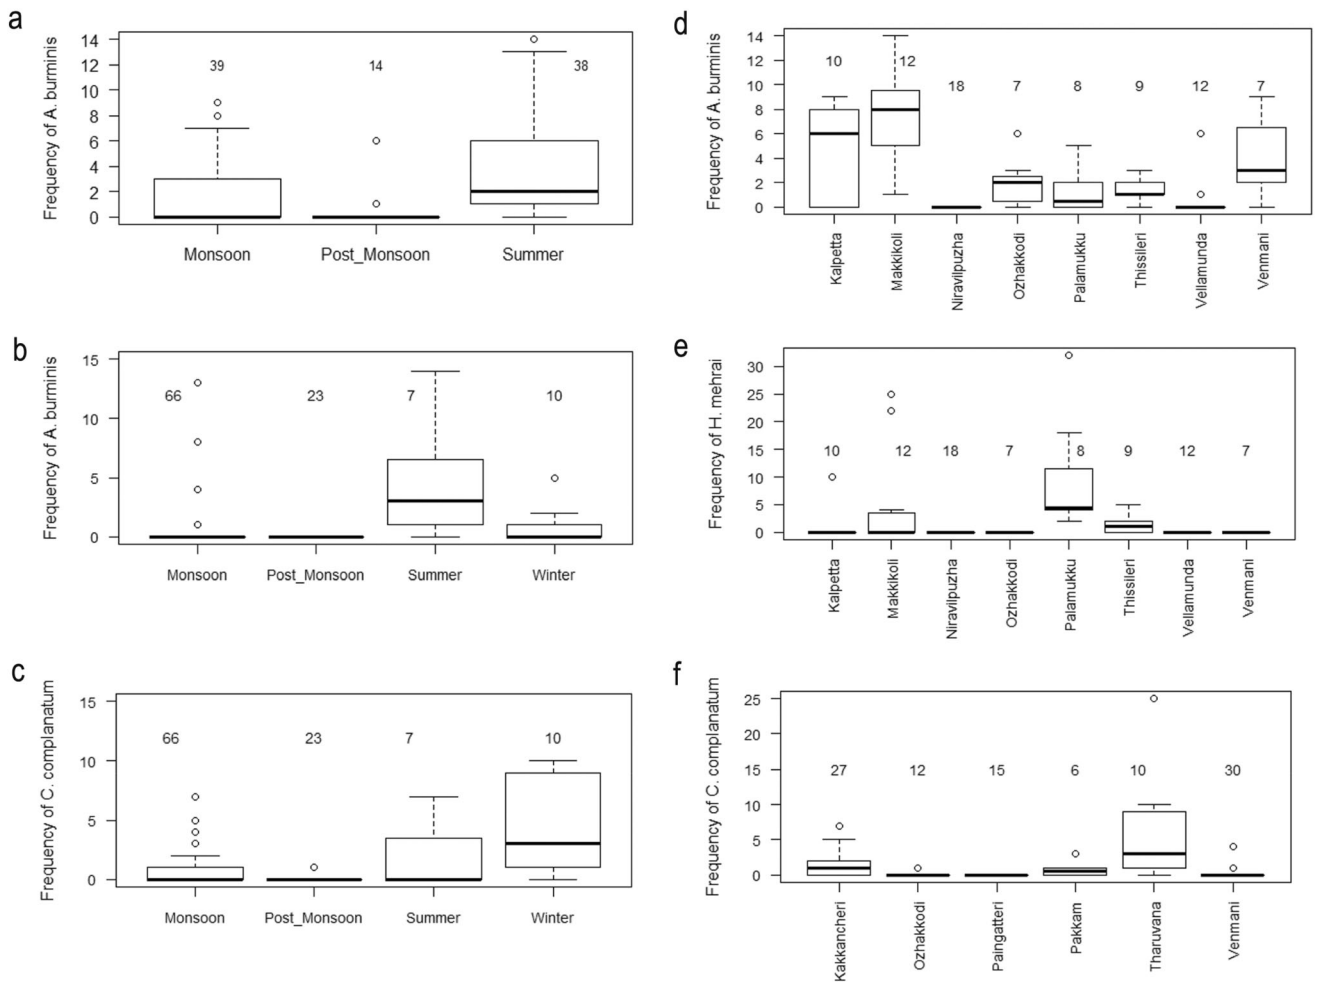 a
Frequency of A. burminis
14
12
10
8
6
4
2
0
39
14
38
Monsoon
Post_Monsoon
Summer
b
Frequency of A. burminis
15
10
5
0
66
23
7
10
Monsoon
Post_Monsoon
Summer
Winter
c
Frequency of C. complanatum
15
10
5
0
66
23
7
10
Monsoon
Post_Monsoon
Summer
Winter
d
Frequency of A. burminis
14
12
10
8
6
4
2
0
10
12
18
7
8
9
12
7
Kalpetta
Makkikoli
Niravilpuzha
Ozhakkodi
Palamukku
Thissileri
Vellamunda
Venmani
e
Frequency of H. mehrai
30
25
20
15
10
5
0
10
12
18
7
8
9
12
7
Kalpetta
Makkikoli
Niravilpuzha
Ozhakkodi
Palamukku
Thissileri
Vellamunda
Venmani
f
Frequency of C. complanatum
25
20
15
10
5
0
27
12
15
6
10
30
Kakkancheri
Ozhakkodi
Paingatteri
Pakkam
Tharuvana
Venmani